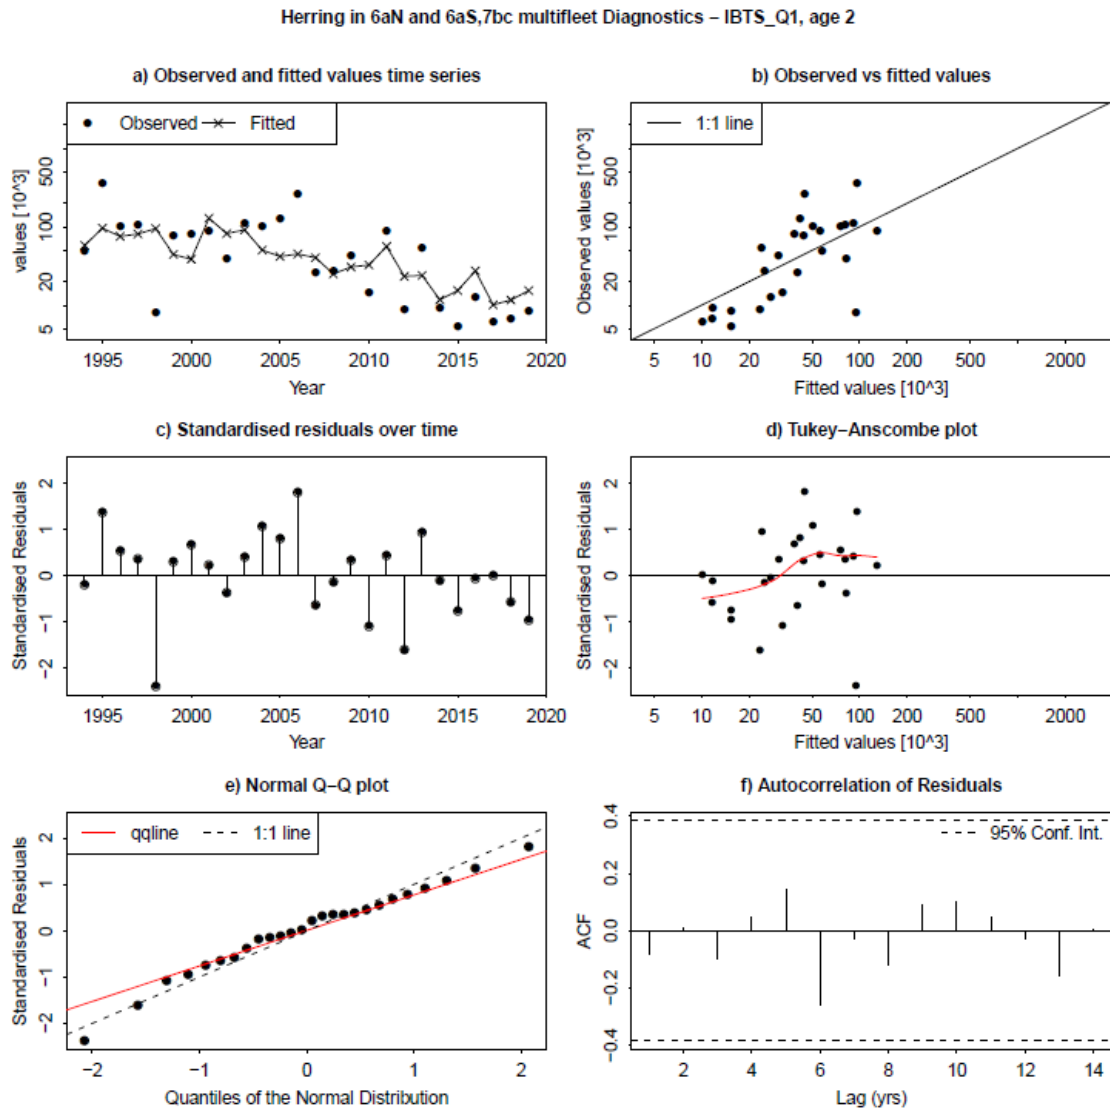 Herring in 6aN and 6aS,7bc multifleet Diagnostics − IBTS_Q1, age 2
a) Observed and fitted values time series
Observed Fitted
values [10^3]
500
100
20
5
1995 2000 2005 2010 2015 2020
Year
b) Observed vs fitted values
1:1 line
Observed values [10^3]
500
100
20
5
5 10 20 50 100 200 500 2000
Fitted values [10^3]
c) Standardised residuals over time
Standardised Residuals
2
1
0
−1
−2
1995 2000 2005 2010 2015 2020
Year
d) Tukey−Anscombe plot
Standardised Residuals
2
1
0
−1
−2
5 10 20 50 100 200 500 2000
Fitted values [10^3]
e) Normal Q−Q plot
qqline 1:1 line
Standardised Residuals
2
1
0
−1
−2
−2 −1 0 1 2
Quantiles of the Normal Distribution
f) Autocorrelation of Residuals
95% Conf. Int.
ACF
0.4
0.2
0.0
−0.2
−0.4
2 4 6 8 10 12 14
Lag (yrs)